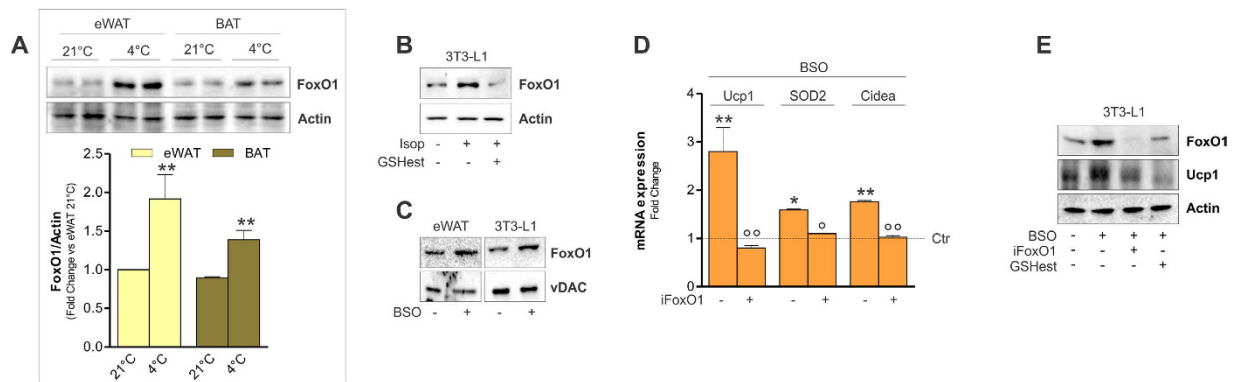 A
eWAT BAT
21°C 4°C 21°C 4°C
FoxO1
Actin
eWAT BAT
FoxO1/Actin
(Fold Change vs eWAT 21°C)
2.5
2.0
1.5
1.0
0.5
0.0
** **
21°C 4°C 21°C 4°C
B
3T3-L1
FoxO1
Actin
Isop - + +
GSHest - - +
C
eWAT 3T3-L1
FoxO1
vDAC
BSO - + - +
D
BSO
Ucp1 SOD2 Cidea
mRNA expression
Fold Change
4
3
2
1
1
** * **
°° ° °°
Ctr
iFoxO1 - + - + - +
E
3T3-L1
FoxO1
Ucp1
Actin
BSO - + + +
iFoxO1 - - + -
GSHest - - - +